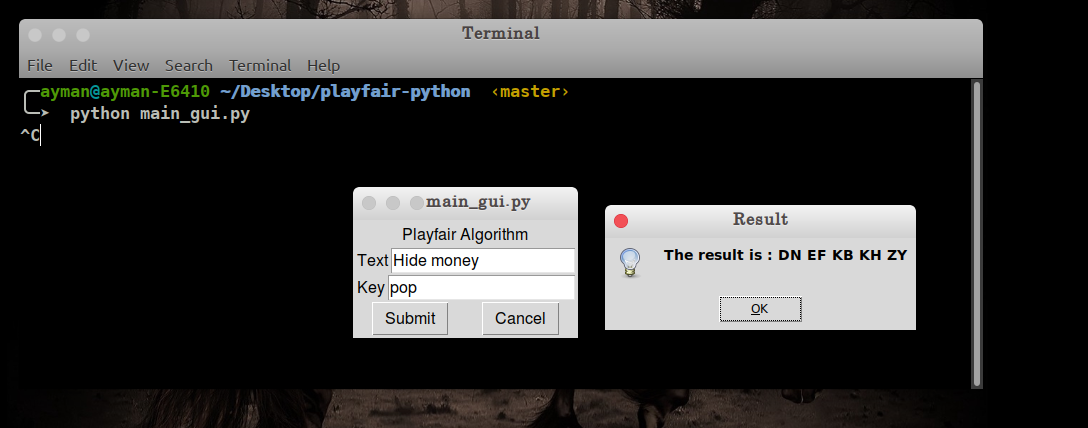 Terminal
File Edit View Search Terminal Help
ayman@ayman-E6410 ~/Desktop/playfair-python ‹master›
➤ python main_gui.py
^C
main_gui.py
Playfair Algorithm
Text Hide money
Key pop
Submit Cancel
Result
The result is : DN EF KB KH ZY
OK